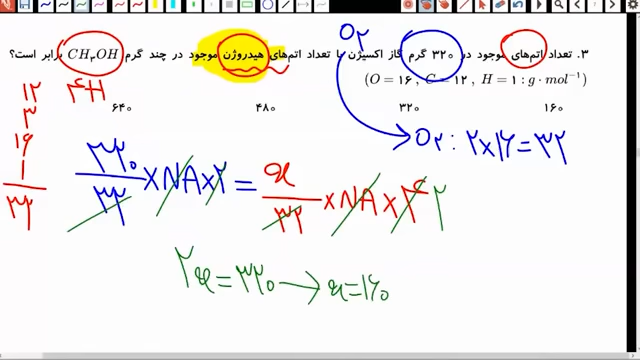 O۲
۳. تعداد اتم‌های موجود در ۳۲۰ گرم گاز اکسیژن با تعداد اتم‌های هیدروژن موجود در چند گرم CH۳OH برابر است؟
(O = ۱۶ , C = ۱۲ , H = ۱ : g · mol⁻¹)
۱۶۰ ۳۲۰ ۴۸۰ ۶۴۰
۱۲ ۴H
۳
۱۶
۱
۳۲
O۲ : ۲×۱۶=۳۲
۳۲۰/۳۲ ×NA×۲ = x/۳۲ ×NA×۴ ۲
۲x=۳۲۰ → x=۱۶۰